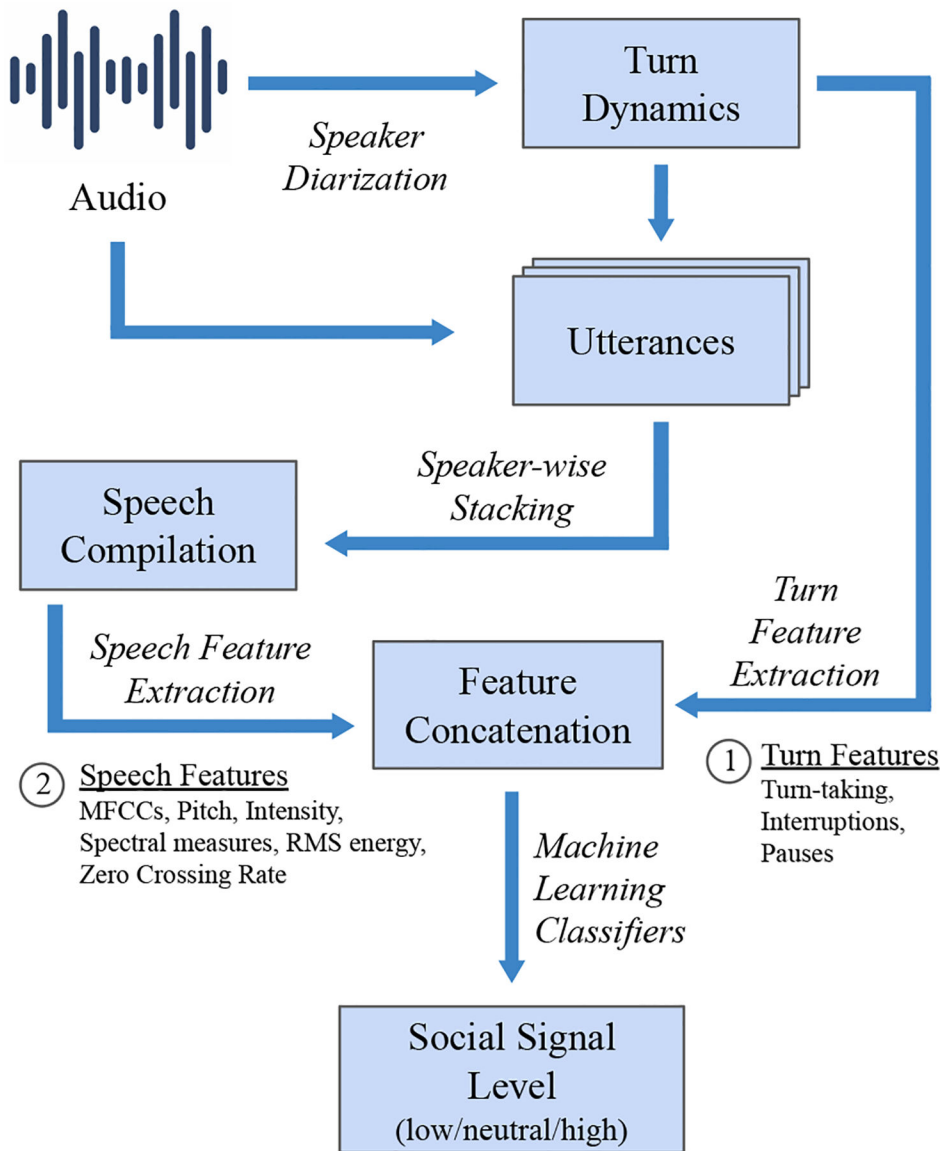 Turn
Dynamics
Speaker
Diarization
Audio
Utterances
Speaker-wise
Stacking
Speech
Compilation
Turn
Feature
Extraction
Speech Feature
Extraction
Feature
Concatenation
2 Speech Features
MFCCs, Pitch, Intensity,
Spectral measures, RMS energy,
Zero Crossing Rate
1 Turn Features
Turn-taking,
Interruptions,
Pauses
Machine
Learning
Classifiers
Social Signal
Level
(low/neutral/high)